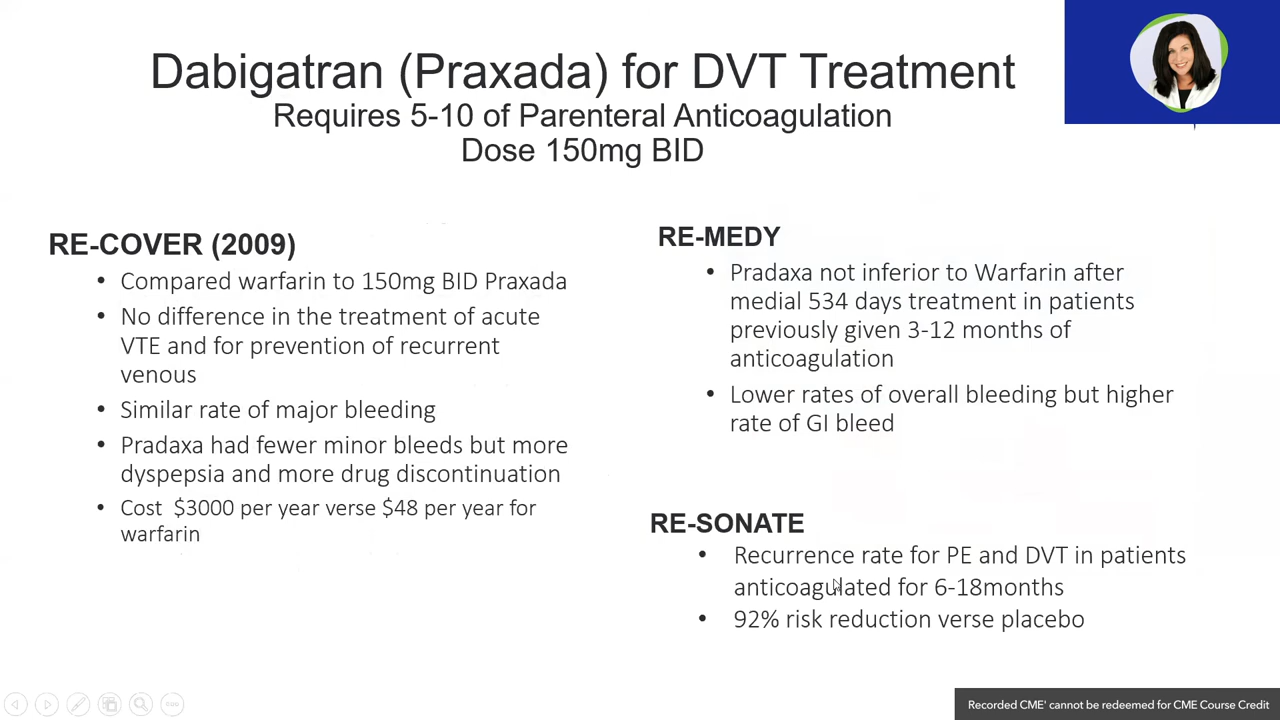 Dabigatran (Praxada) for DVT Treatment
Requires 5-10 of Parenteral Anticoagulation
Dose 150mg BID
RE-COVER (2009)
• Compared warfarin to 150mg BID Praxada
• No difference in the treatment of acute
VTE and for prevention of recurrent
venous
• Similar rate of major bleeding
• Pradaxa had fewer minor bleeds but more
dyspepsia and more drug discontinuation
• Cost $3000 per year verse $48 per year for
warfarin
RE-MEDY
• Pradaxa not inferior to Warfarin after
medial 534 days treatment in patients
previously given 3-12 months of
anticoagulation
• Lower rates of overall bleeding but higher
rate of GI bleed
RE-SONATE
• Recurrence rate for PE and DVT in patients
anticoagulated for 6-18months
• 92% risk reduction verse placebo
Recorded CME' cannot be redeemed for CME Course Credit